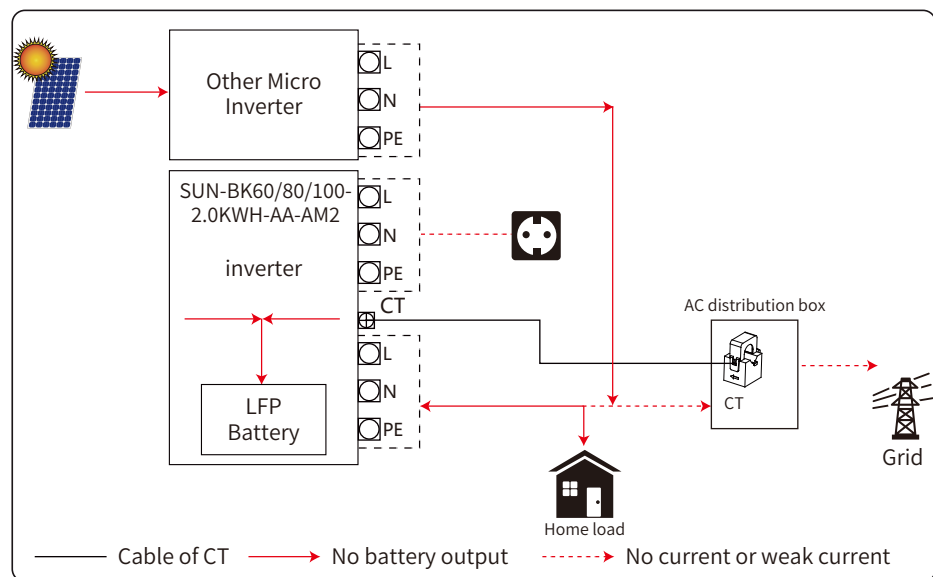 Other Micro
Inverter
L
N
PE
SUN-BK60/80/100-
2.0KWH-AA-AM2
inverter
L
N
PE
CT
AC distribution box
L
N
PE
LFP
Battery
CT
Grid
Home load
Cable of CT
No battery output
No current or weak current